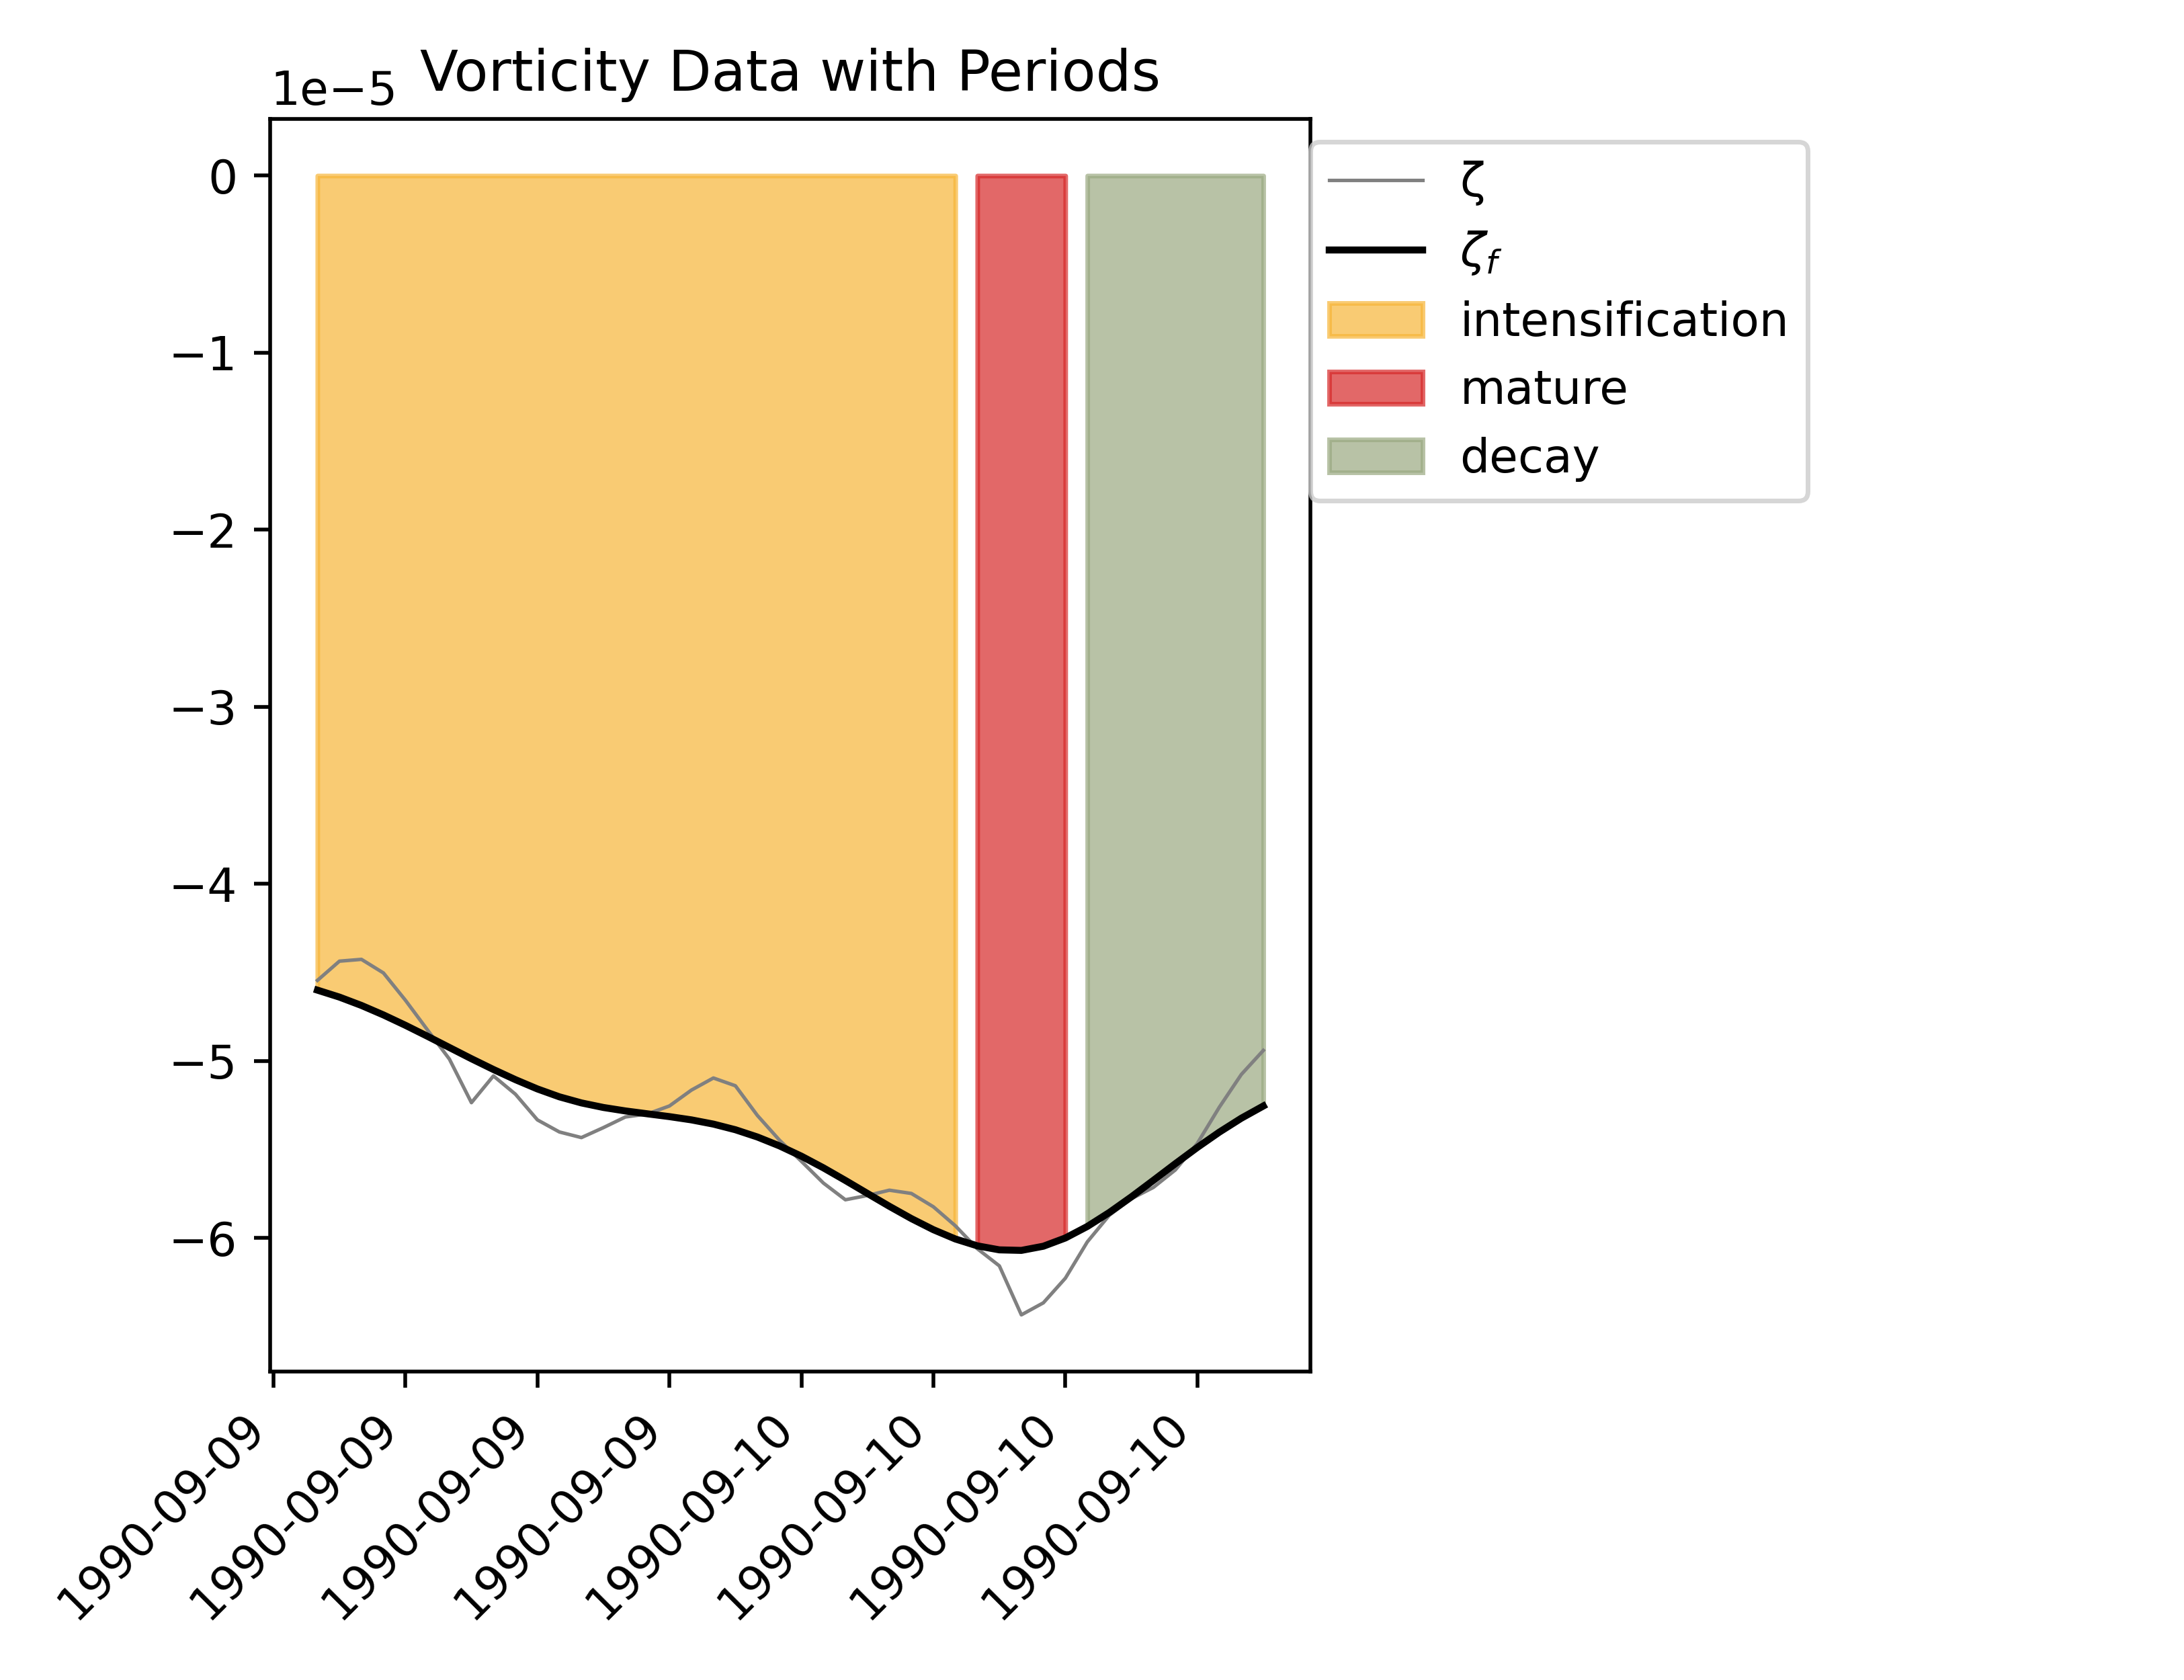 Vorticity Data with Periods
1e−5
0
−1
−2
−3
−4
−5
−6
ζ
ζf
intensification
mature
decay
1990-09-09
1990-09-09
1990-09-09
1990-09-09
1990-09-10
1990-09-10
1990-09-10
1990-09-10